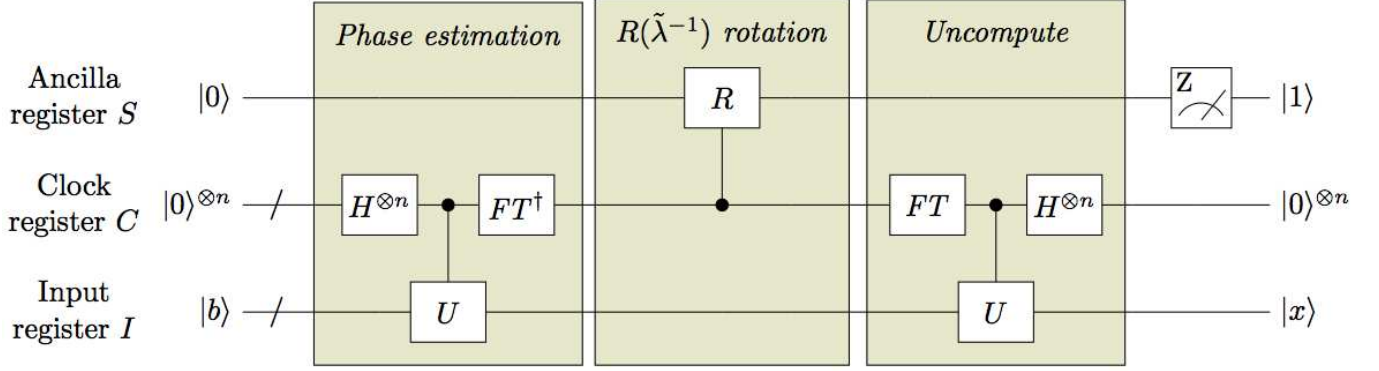 Phase estimation
R(λ̃⁻¹) rotation
Uncompute
Ancilla
register S
|0⟩
R
Z
|1⟩
Clock
register C
|0⟩⊗ⁿ
H⊗ⁿ
FT†
FT
H⊗ⁿ
|0⟩⊗ⁿ
Input
register I
|b⟩
U
U
|x⟩